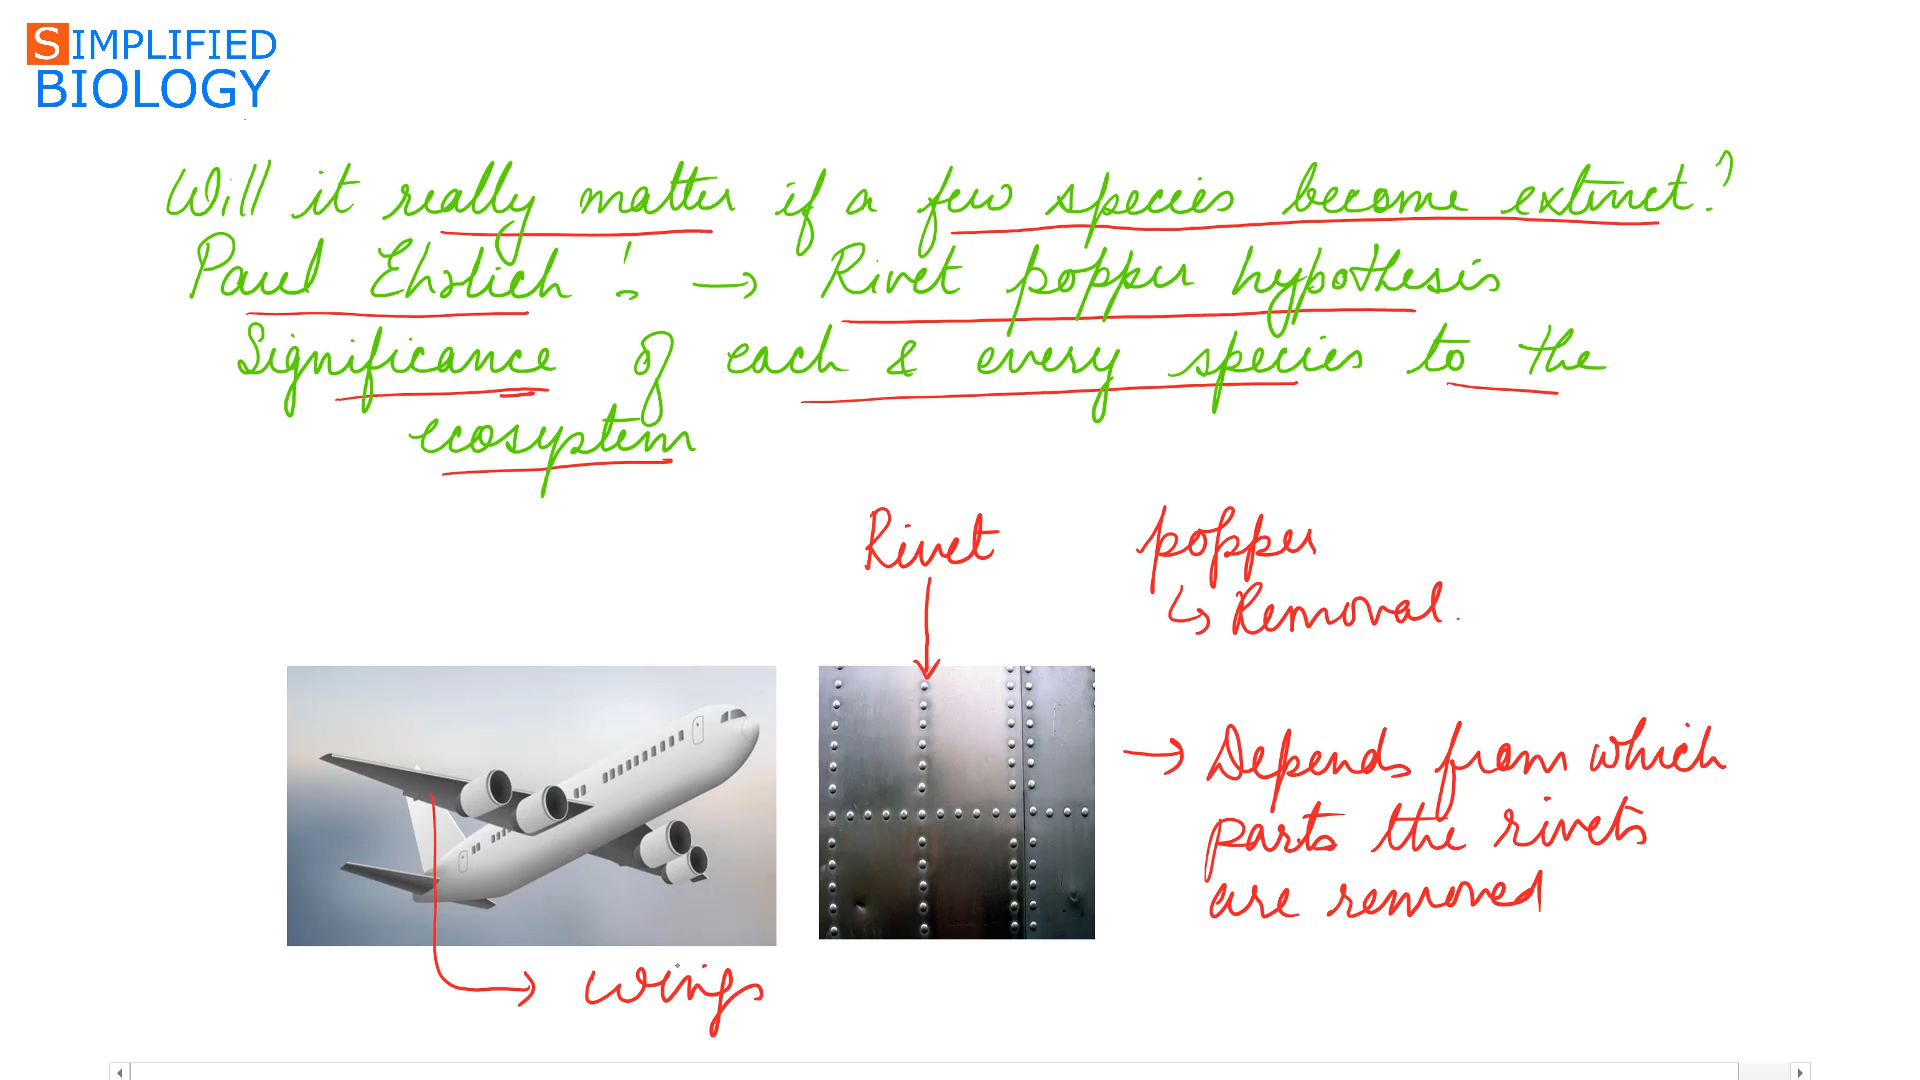 SIMPLIFIED
BIOLOGY
Will it really matter if a few species become extinct?
Paul Ehrlich : → Rivet popper hypothesis
Significance of each & every species to the
ecosyptem
Rivet popper
↳ Removal.
→ Depends from which
parts the rivets
are removed
→ wings